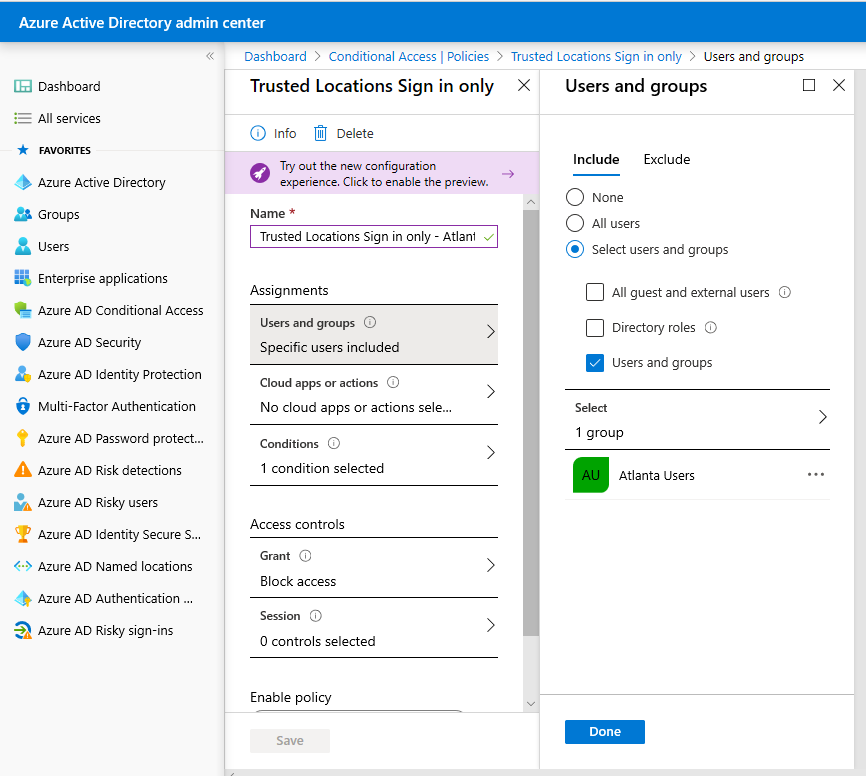 Azure Active Directory admin center
«
Dashboard
All services
FAVORITES
Azure Active Directory
Groups
Users
Enterprise applications
Azure AD Conditional Access
Azure AD Security
Azure AD Identity Protection
Multi-Factor Authentication
Azure AD Password protect...
Azure AD Risk detections
Azure AD Risky users
Azure AD Identity Secure S...
Azure AD Named locations
Azure AD Authentication ...
Azure AD Risky sign-ins
Dashboard > Conditional Access | Policies > Trusted Locations Sign in only > Users and groups
Trusted Locations Sign in only
Info Delete
Try out the new configuration
experience. Click to enable the preview.
Name *
Trusted Locations Sign in only - Atlant
Assignments
Users and groups
Specific users included
Cloud apps or actions
No cloud apps or actions sele...
Conditions
1 condition selected
Access controls
Grant
Block access
Session
0 controls selected
Enable policy
Save
Users and groups
Include Exclude
None
All users
Select users and groups
All guest and external users
Directory roles
Users and groups
Select
1 group
AU Atlanta Users ...
Done